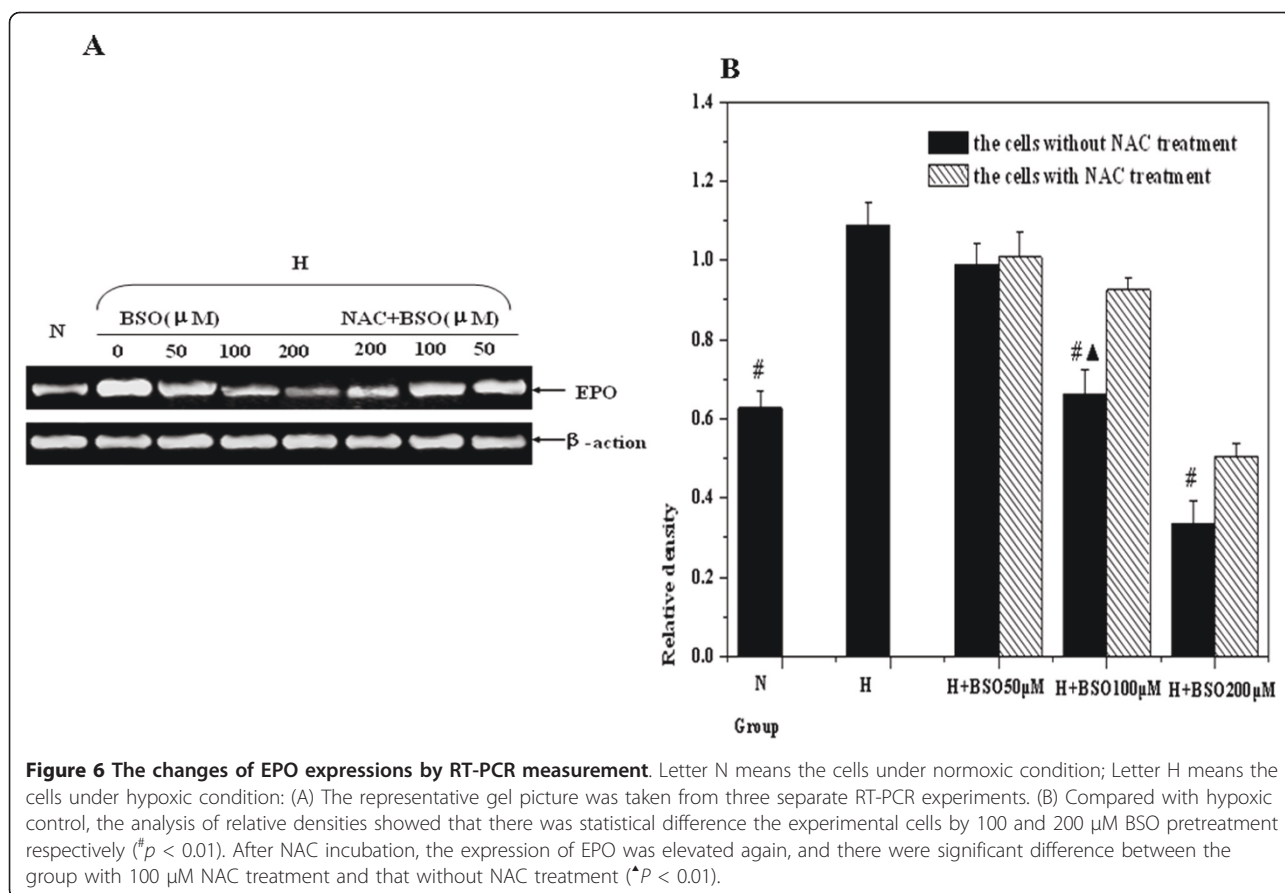 A
H
BSO(μM) NAC+BSO(μM)
N
0 50 100 200 200 100 50
EPO
β-action
B
1.4
1.2
1.0
0.8
0.6
0.4
0.2
0.0
Relative density
the cells without NAC treatment
the cells with NAC treatment
#
#▲
#
N H H+BSO50μM H+BSO100μM H+BSO200μM
Group
Figure 6 The changes of EPO expressions by RT-PCR measurement. Letter N means the cells under normoxic condition; Letter H means the
cells under hypoxic condition: (A) The representative gel picture was taken from three separate RT-PCR experiments. (B) Compared with hypoxic
control, the analysis of relative densities showed that there was statistical difference the experimental cells by 100 and 200 μM BSO pretreatment
respectively (#p < 0.01). After NAC incubation, the expression of EPO was elevated again, and there were significant difference between the
group with 100 μM NAC treatment and that without NAC treatment (▲P < 0.01).